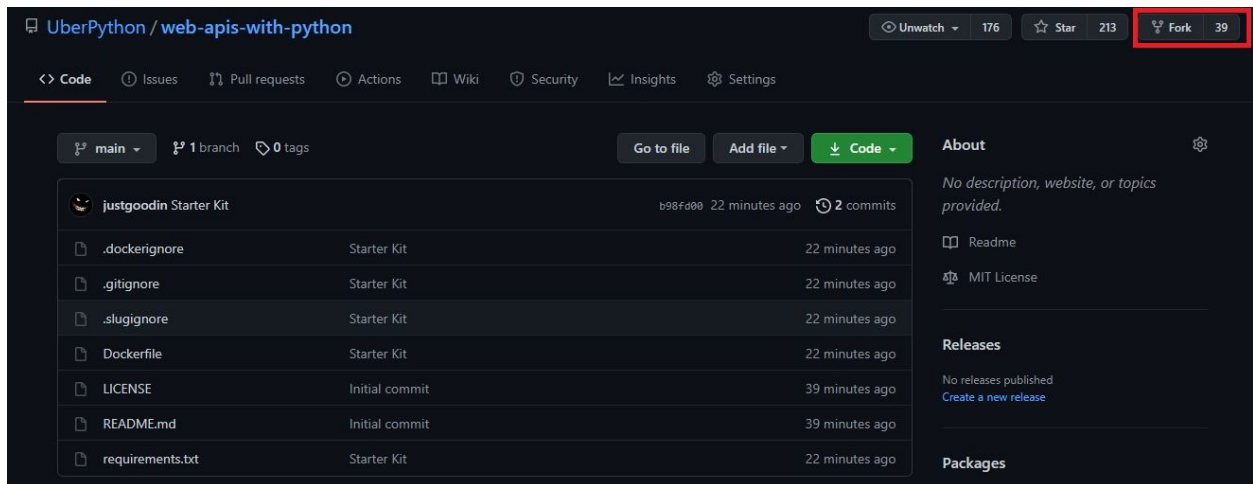 UberPython / web-apis-with-python
Unwatch 176 Star 213 Fork 39
<> Code Issues Pull requests Actions Wiki Security Insights Settings
main 1 branch 0 tags Go to file Add file Code
justgoodin Starter Kit b98fd00 22 minutes ago 2 commits
.dockerignore Starter Kit 22 minutes ago
.gitignore Starter Kit 22 minutes ago
.slugignore Starter Kit 22 minutes ago
Dockerfile Starter Kit 22 minutes ago
LICENSE Initial commit 39 minutes ago
README.md Initial commit 39 minutes ago
requirements.txt Starter Kit 22 minutes ago
About
No description, website, or topics
provided.
Readme
MIT License
Releases
No releases published
Create a new release
Packages